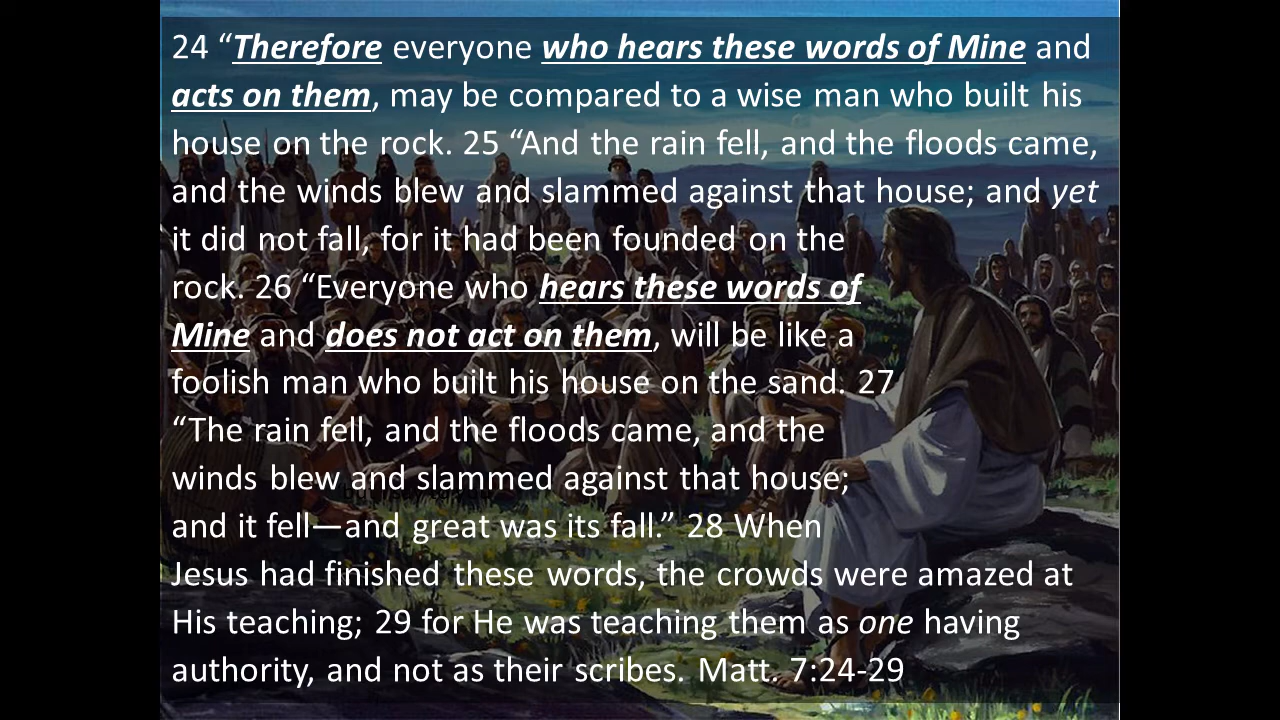 24 “Therefore everyone who hears these words of Mine and
acts on them, may be compared to a wise man who built his
house on the rock. 25 “And the rain fell, and the floods came,
and the winds blew and slammed against that house; and yet
it did not fall, for it had been founded on the
rock. 26 “Everyone who hears these words of
Mine and does not act on them, will be like a
foolish man who built his house on the sand. 27
“The rain fell, and the floods came, and the
winds blew and slammed against that house;
and it fell—and great was its fall.” 28 When
Jesus had finished these words, the crowds were amazed at
His teaching; 29 for He was teaching them as one having
authority, and not as their scribes. Matt. 7:24-29